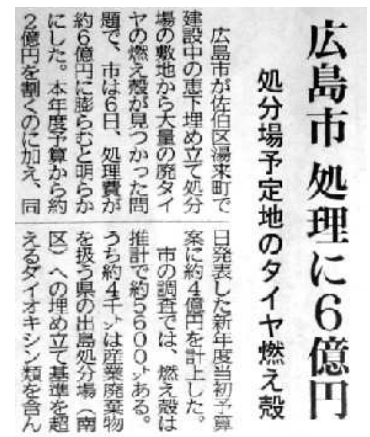 広島市 処理に6億円
処分場予定地のタイヤ燃え殻
広島市が佐伯区湯来町で
建設中の恵下埋め立て処分
場の敷地から大量の廃タイ
ヤの燃え殻が見つかった問
題で、市は6日、処理費が
約6億円に膨らむと明らか
にした。本年度予算から約
2億円を割くのに加え、同
日発表した新年度当初予算
案に約4億円を計上した。
市の調査では、燃え殻は
推計で約5600㌧ある。
うち約4千㌧は産業廃棄物
を扱う県の出島処分場(南
区)への埋め立て基準を超
えるダイオキシン類を含ん